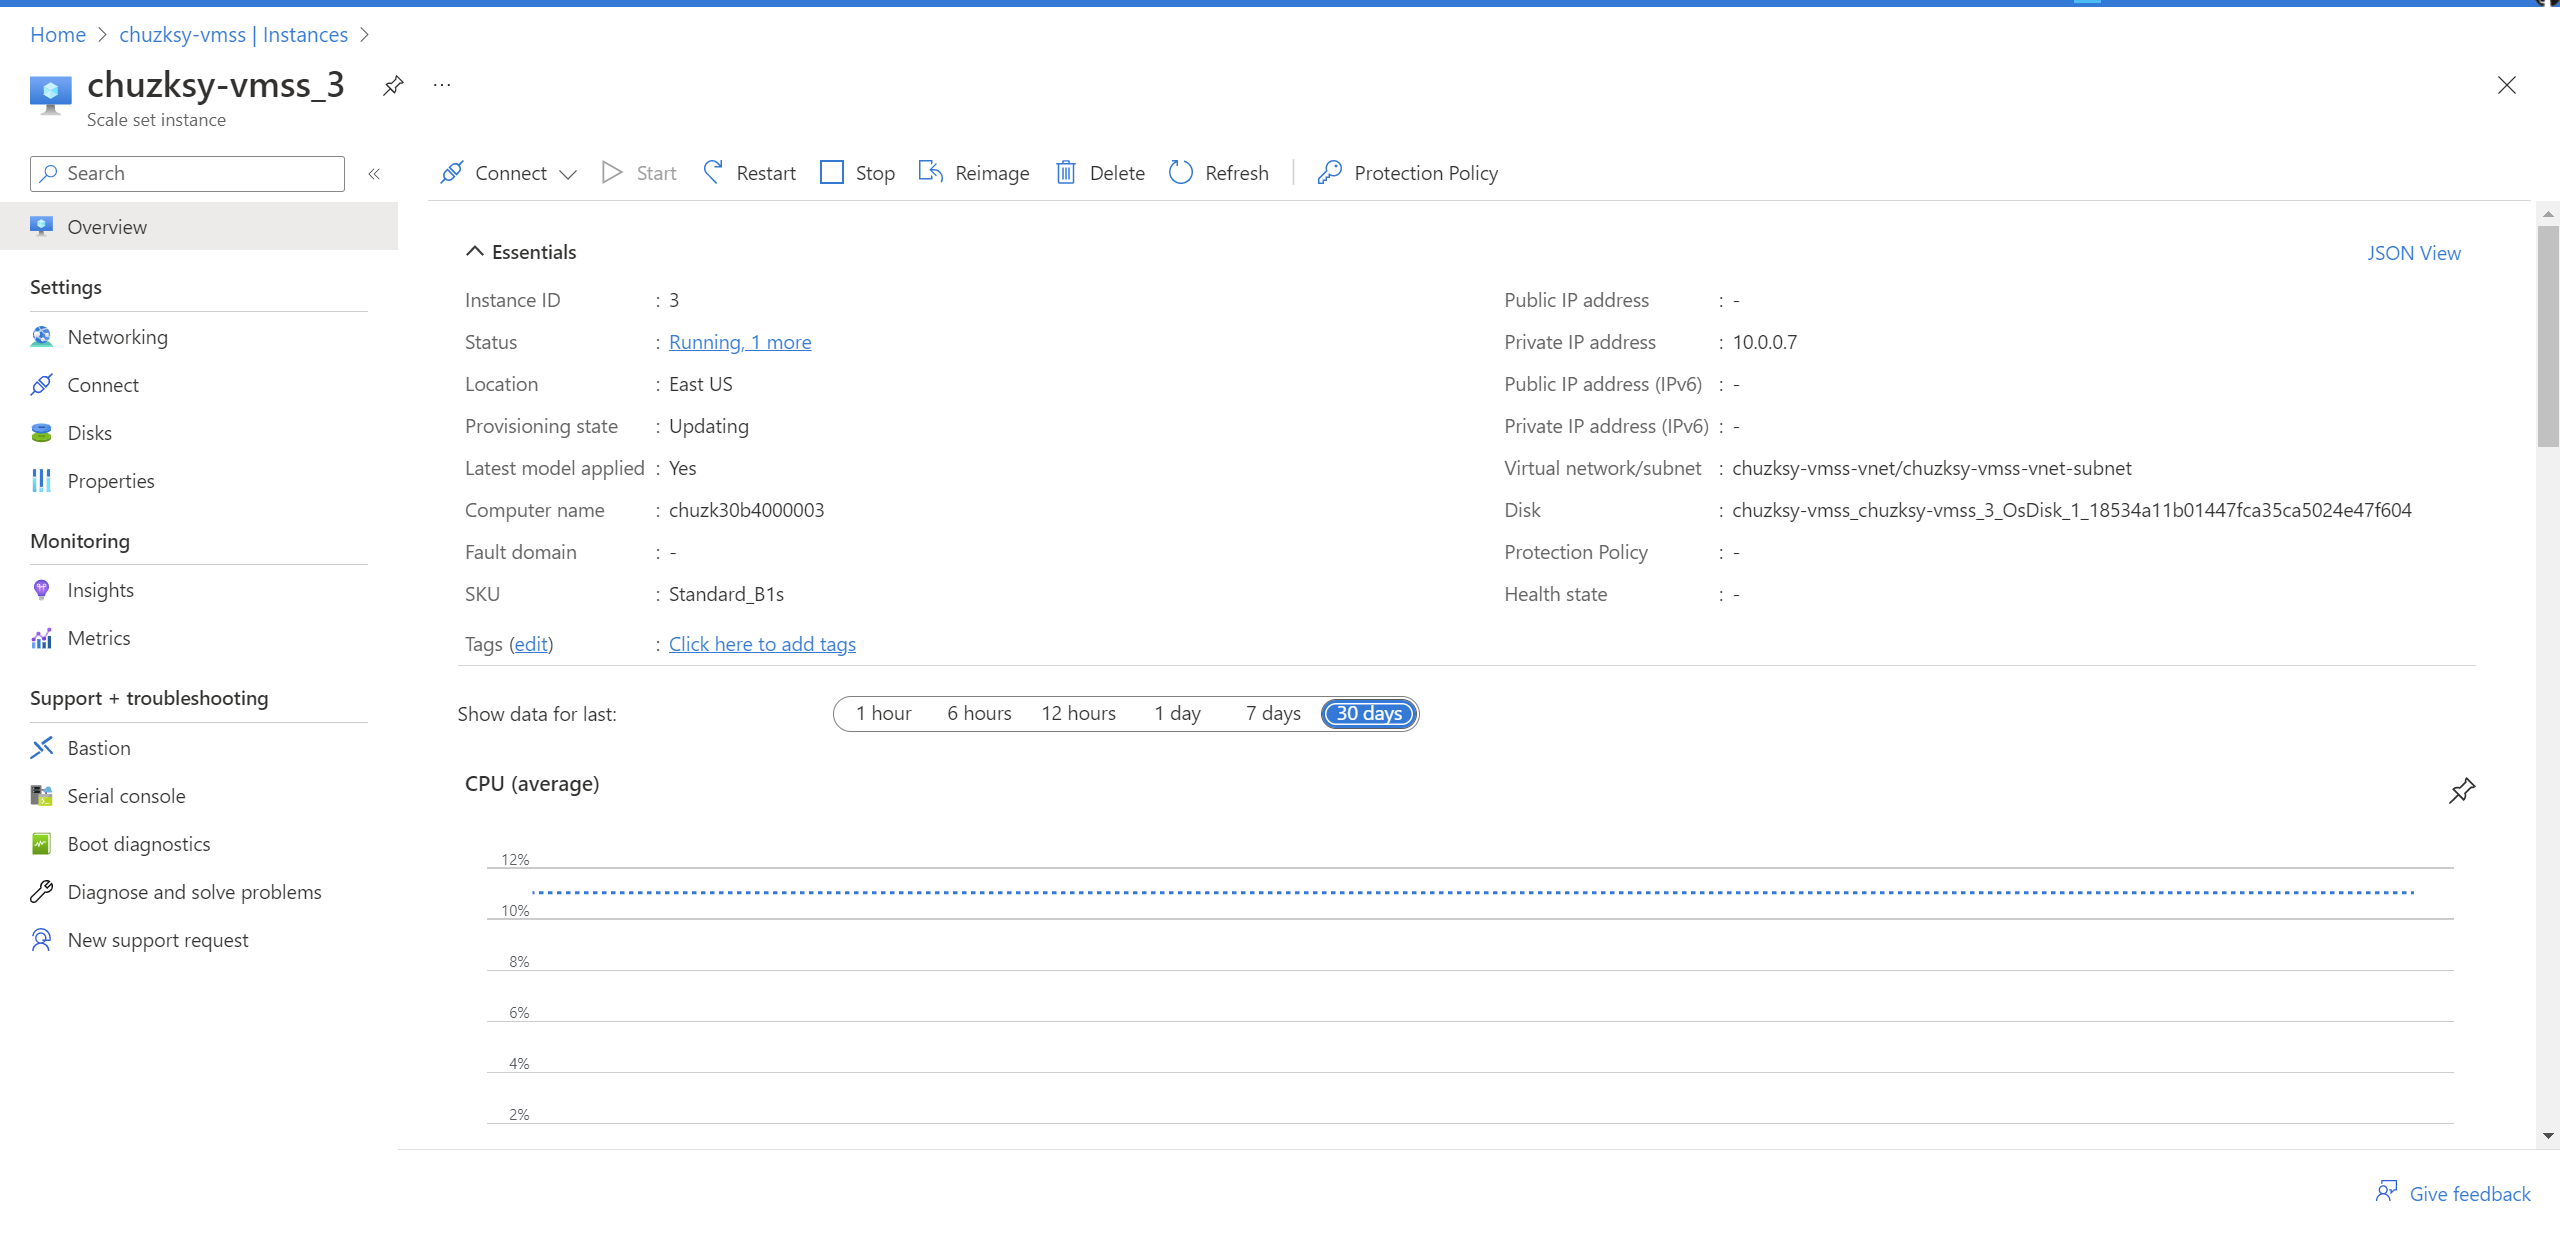 Home > chuzksy-vmss | Instances >
chuzksy-vmss_3
...
Scale set instance
Search
«
Connect
Start
Restart
Stop
Reimage
Delete
Refresh
Protection Policy
Overview
Settings
Networking
Connect
Disks
Properties
Monitoring
Insights
Metrics
Support + troubleshooting
Bastion
Serial console
Boot diagnostics
Diagnose and solve problems
New support request
Essentials
JSON View
Instance ID : 3
Status : Running, 1 more
Location : East US
Provisioning state : Updating
Latest model applied : Yes
Computer name : chuzk30b4000003
Fault domain : -
SKU : Standard_B1s
Tags (edit) : Click here to add tags
Public IP address : -
Private IP address : 10.0.0.7
Public IP address (IPv6) : -
Private IP address (IPv6) : -
Virtual network/subnet : chuzksy-vmss-vnet/chuzksy-vmss-vnet-subnet
Disk : chuzksy-vmss_chuzksy-vmss_3_OsDisk_1_18534a11b01447fca35ca5024e47f604
Protection Policy : -
Health state : -
Show data for last:
1 hour
6 hours
12 hours
1 day
7 days
30 days
CPU (average)
12%
10%
8%
6%
4%
2%
Give feedback